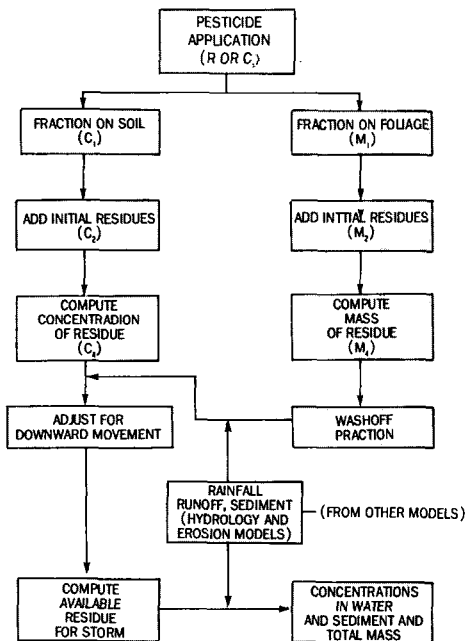 PESTICIDE
APPLICATION
(R OR C₁)
FRACTION ON SOIL
(C₁)
FRACTION ON FOLIAGE
(M₁)
ADD INITIAL RESIDUES
(C₂)
ADD INTTIAL RESIDUES
(M₂)
COMPUTE
CONCENTRADION
OF RESIDUE
(C₄)
COMPUTE
MASS
OF RESIDUE
(M₄)
ADJUST FOR
DOWNWARD MOVEMENT
WASHOFF
PRACTION
RAINFALL
RUNOFF, SEDIMENT
(HYDROLOGY AND
EROSION MODELS)
(FROM OTHER MODELS)
COMPUTE
AVAILABLE
RESIDUE
FOR STORM
CONCENTRATIONS
IN WATER
AND SEDIMENT AND
TOTAL MASS